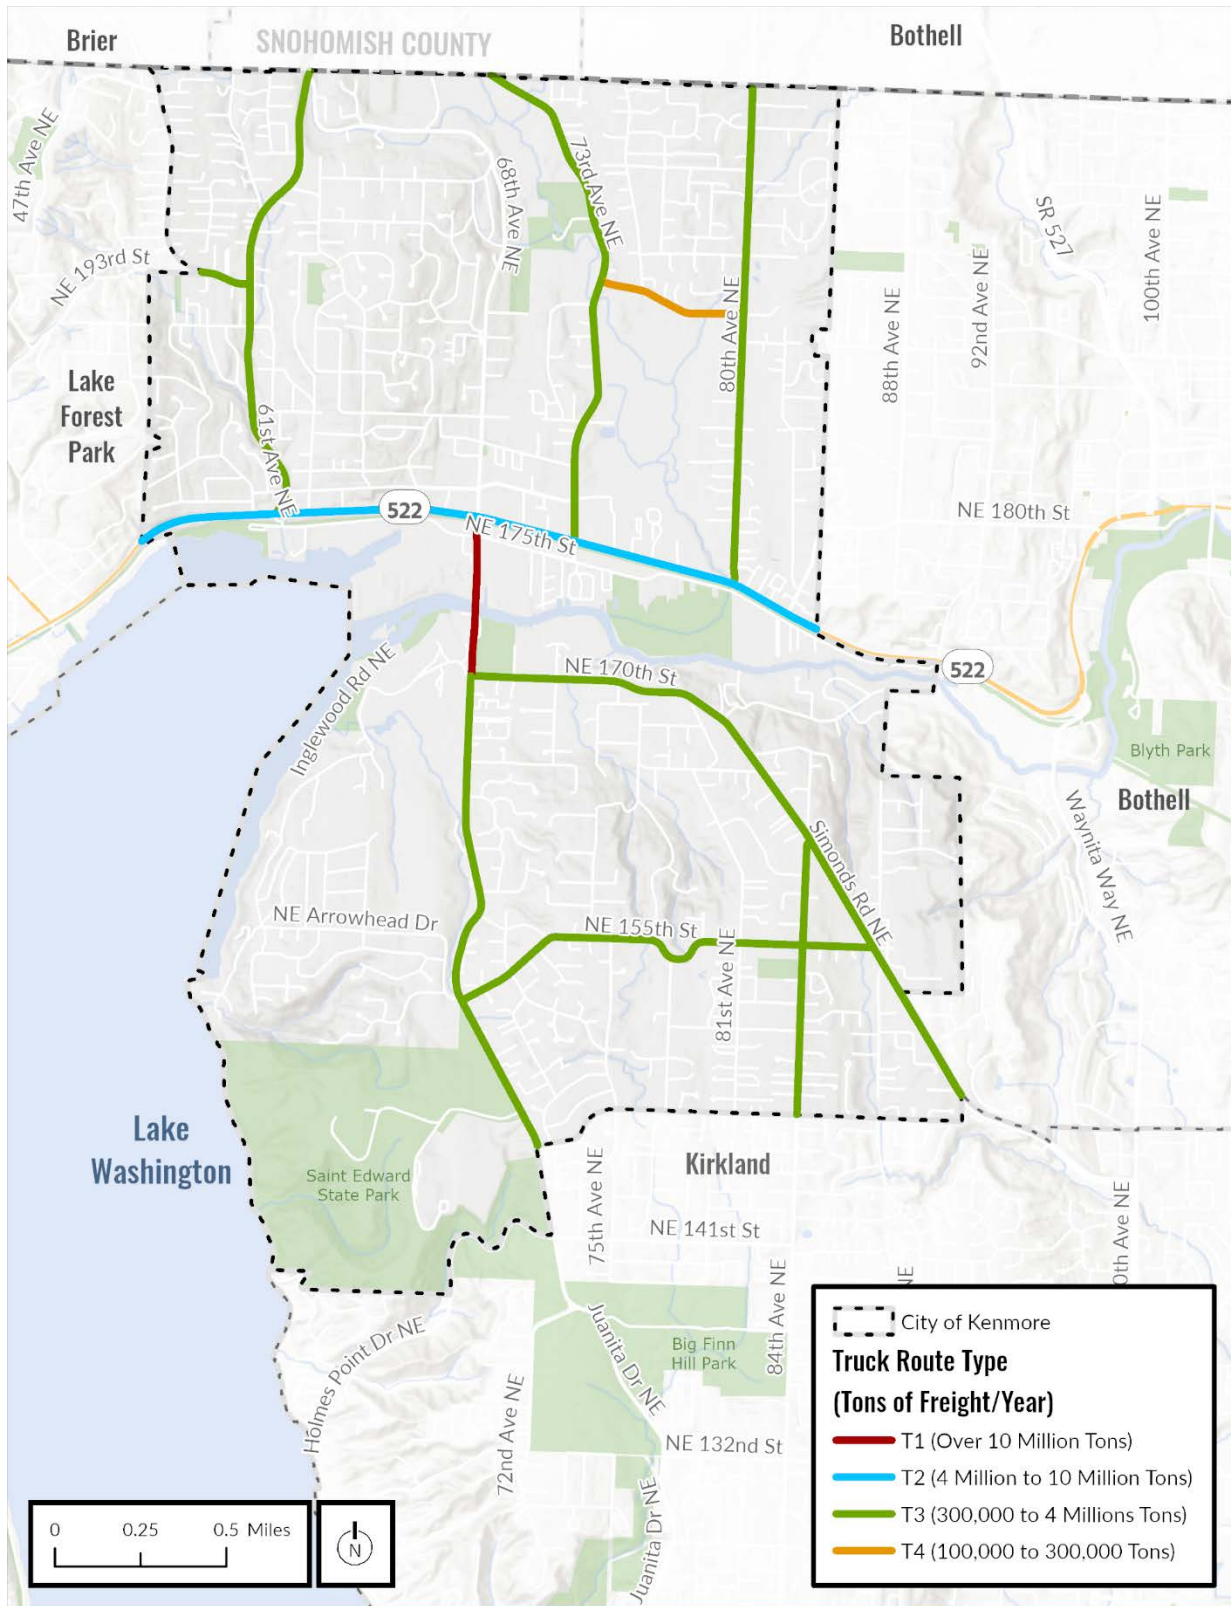 Brier
SNOHOMISH COUNTY
Bothell
47th Ave NE
68th Ave NE
73rd Ave NE
SR 527
100th Ave NE
NE 193rd St
80th Ave NE
88th Ave NE
92nd Ave NE
Lake
Forest
Park
61st Ave NE
522
NE 175th St
NE 180th St
Inglewood Rd NE
NE 170th St
522
Blyth Park
Bothell
Waynita Way NE
Simonds Rd NE
NE Arrowhead Dr
NE 155th St
81st Ave NE
Lake
Washington
Saint Edward
State Park
Kirkland
75th Ave NE
NE 141st St
0th Ave NE
NE
84th Ave NE
Holmes Point Dr NE
Juanita Dr NE
Big Finn
Hill Park
72nd Ave NE
NE 132nd St
Juanita Dr NE
City of Kenmore
Truck Route Type
(Tons of Freight/Year)
T1 (Over 10 Million Tons)
T2 (4 Million to 10 Million Tons)
T3 (300,000 to 4 Millions Tons)
T4 (100,000 to 300,000 Tons)
0 0.25 0.5 Miles
N